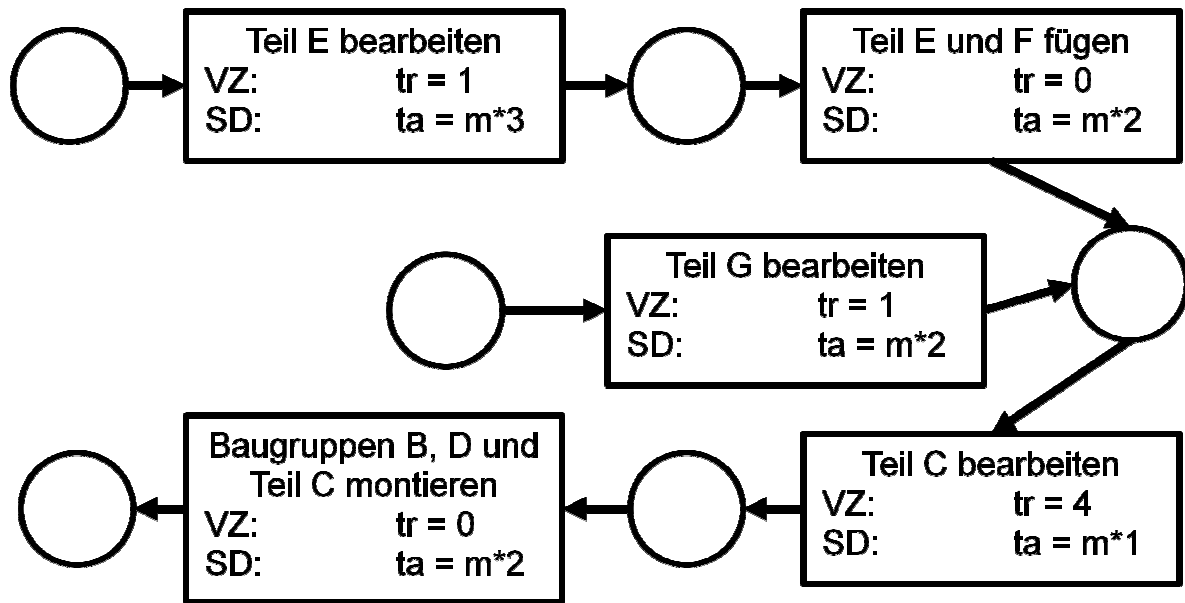 Teil E bearbeiten
VZ: tr = 1
SD: ta = m*3
Teil E und F fügen
VZ: tr = 0
SD: ta = m*2
Teil G bearbeiten
VZ: tr = 1
SD: ta = m*2
Teil C bearbeiten
VZ: tr = 4
SD: ta = m*1
Baugruppen B, D und
Teil C montieren
VZ: tr = 0
SD: ta = m*2